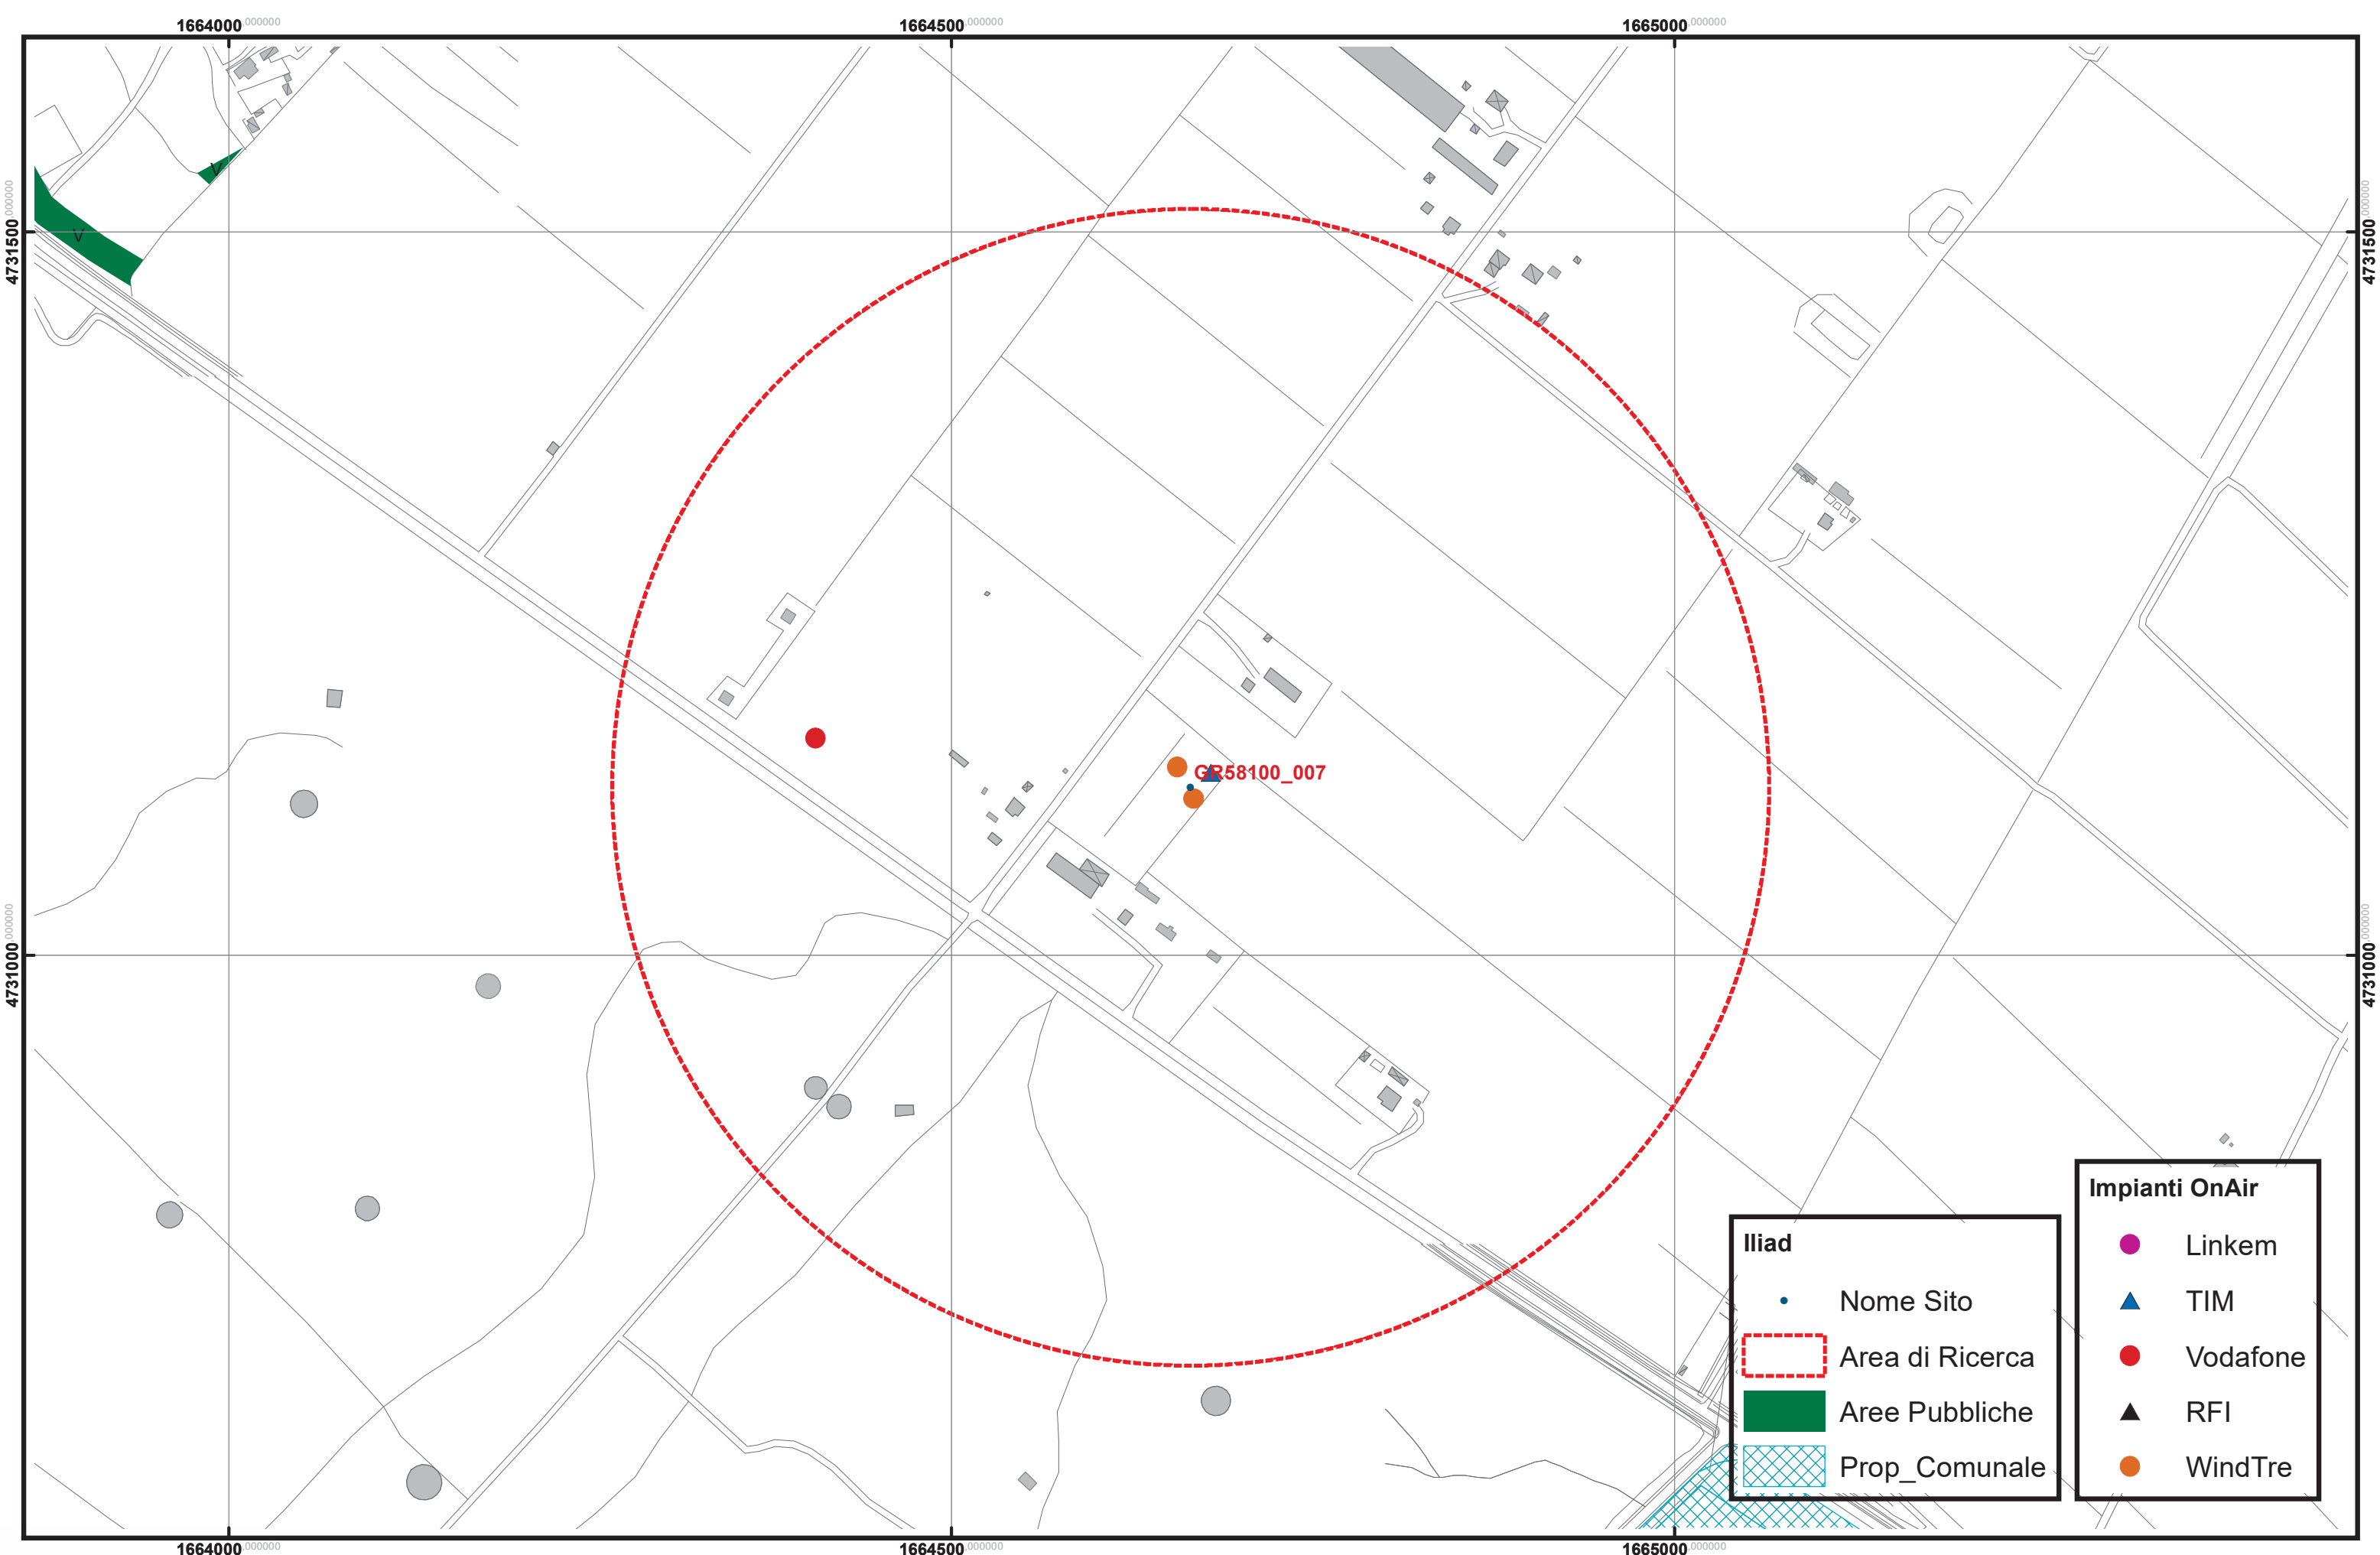 1664000,000000 1664500,000000 1665000,000000
4731500,000000
4731500,000000
V
V
GR58100_007
4731000,000000
4731000,000000
Iliad
Nome Sito
Area di Ricerca
Aree Pubbliche
Prop_Comunale
Impianti OnAir
Linkem
TIM
Vodafone
RFI
WindTre
1664000,000000 1664500,000000 1665000,000000